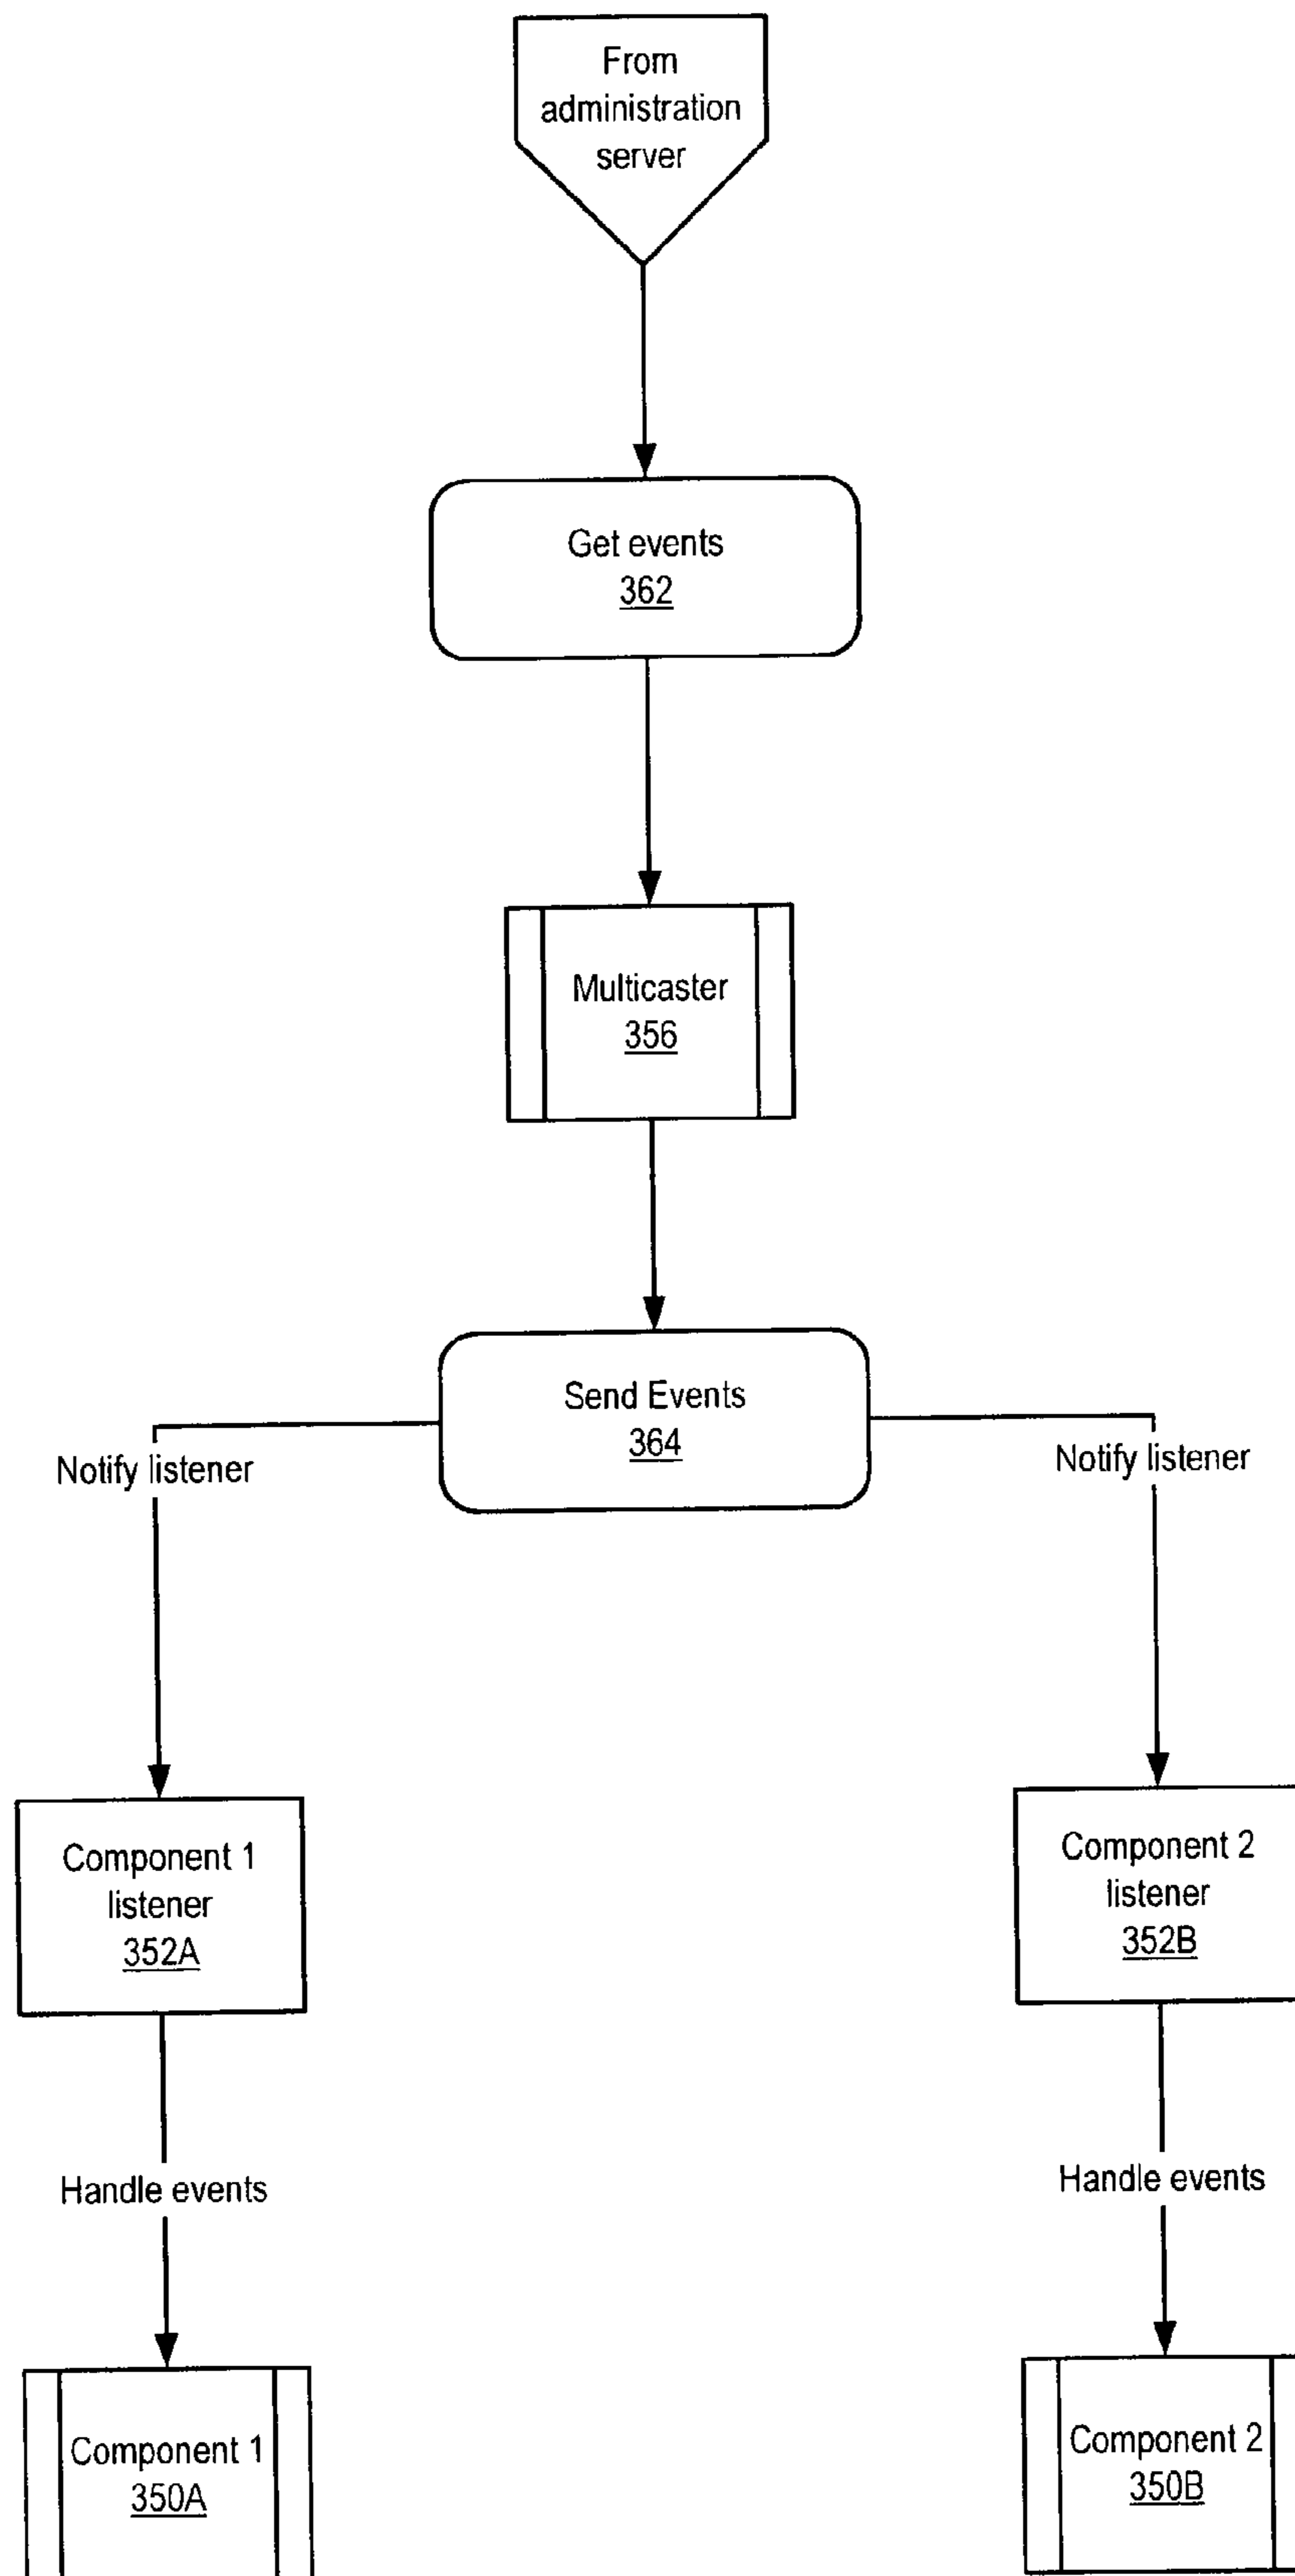 From
administration
server
Get events
362
Multicaster
356
Send Events
364
Notify listener
Notify listener
Component 1
listener
352A
Component 2
listener
352B
Handle events
Handle events
Component 1
350A
Component 2
350B